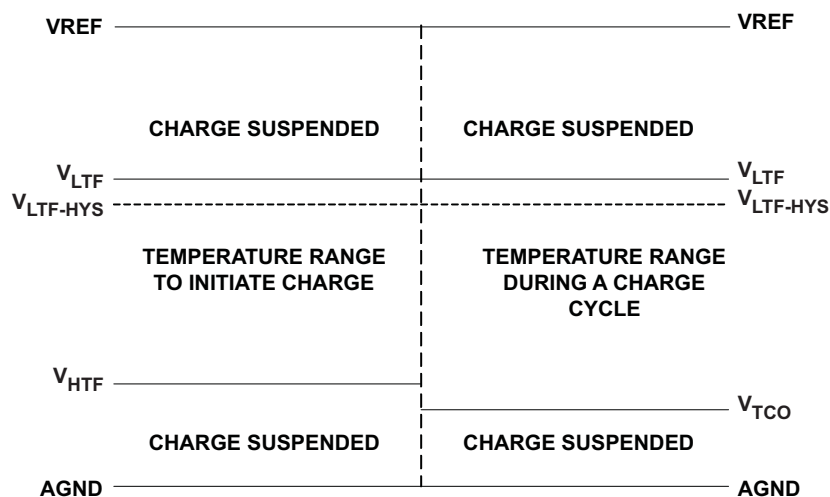 VREF
VREF
CHARGE SUSPENDED
CHARGE SUSPENDED
VLTF
VLTF
VLTF-HYS
VLTF-HYS
TEMPERATURE RANGE
TO INITIATE CHARGE
TEMPERATURE RANGE
DURING A CHARGE
CYCLE
VHTF
VTCO
CHARGE SUSPENDED
CHARGE SUSPENDED
AGND
AGND